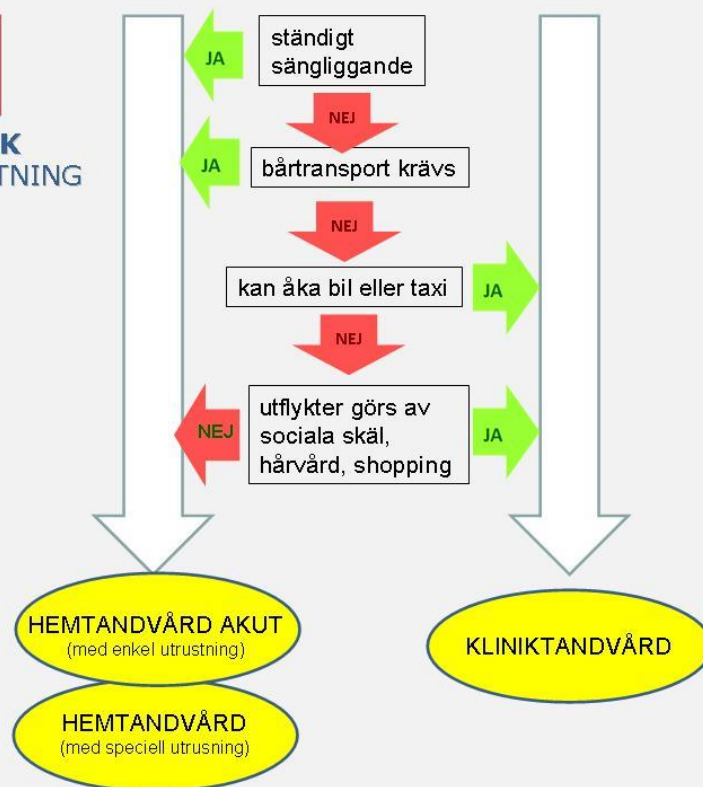 ständigt
sängliggande
JA
NEJ
K
TNING
JA
bårtransport krävs
NEJ
kan åka bil eller taxi
JA
NEJ
utflykter görs av
sociala skäl,
hårvård, shopping
NEJ
JA
HEMTANDVÅRD AKUT
(med enkel utrustning)
KLINIKTANDVÅRD
HEMTANDVÅRD
(med speciell utrusning)